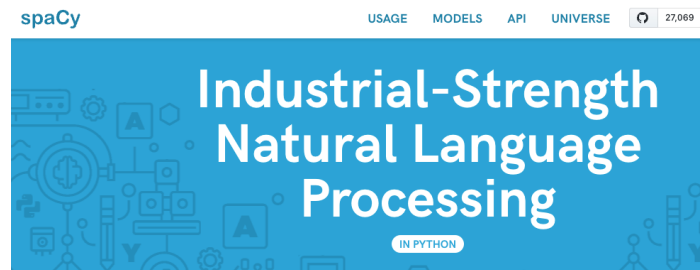 spaCy
USAGE MODELS API UNIVERSE 27,069
Industrial-Strength
Natural Language
Processing
IN PYTHON
A
A
Y